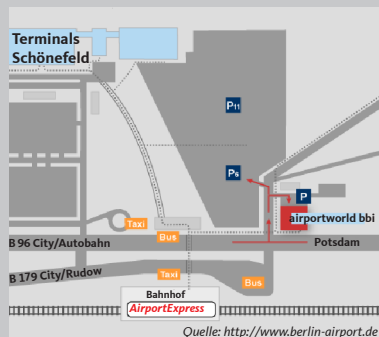 Terminals
Schönefeld
P11
P6
P
airportworld bbi
Taxi
Bus
B 96 City/Autobahn
Potsdam
Taxi
B 179 City/Rudow
Bus
Bahnhof
AirportExpress
Quelle: http://www.berlin-airport.de